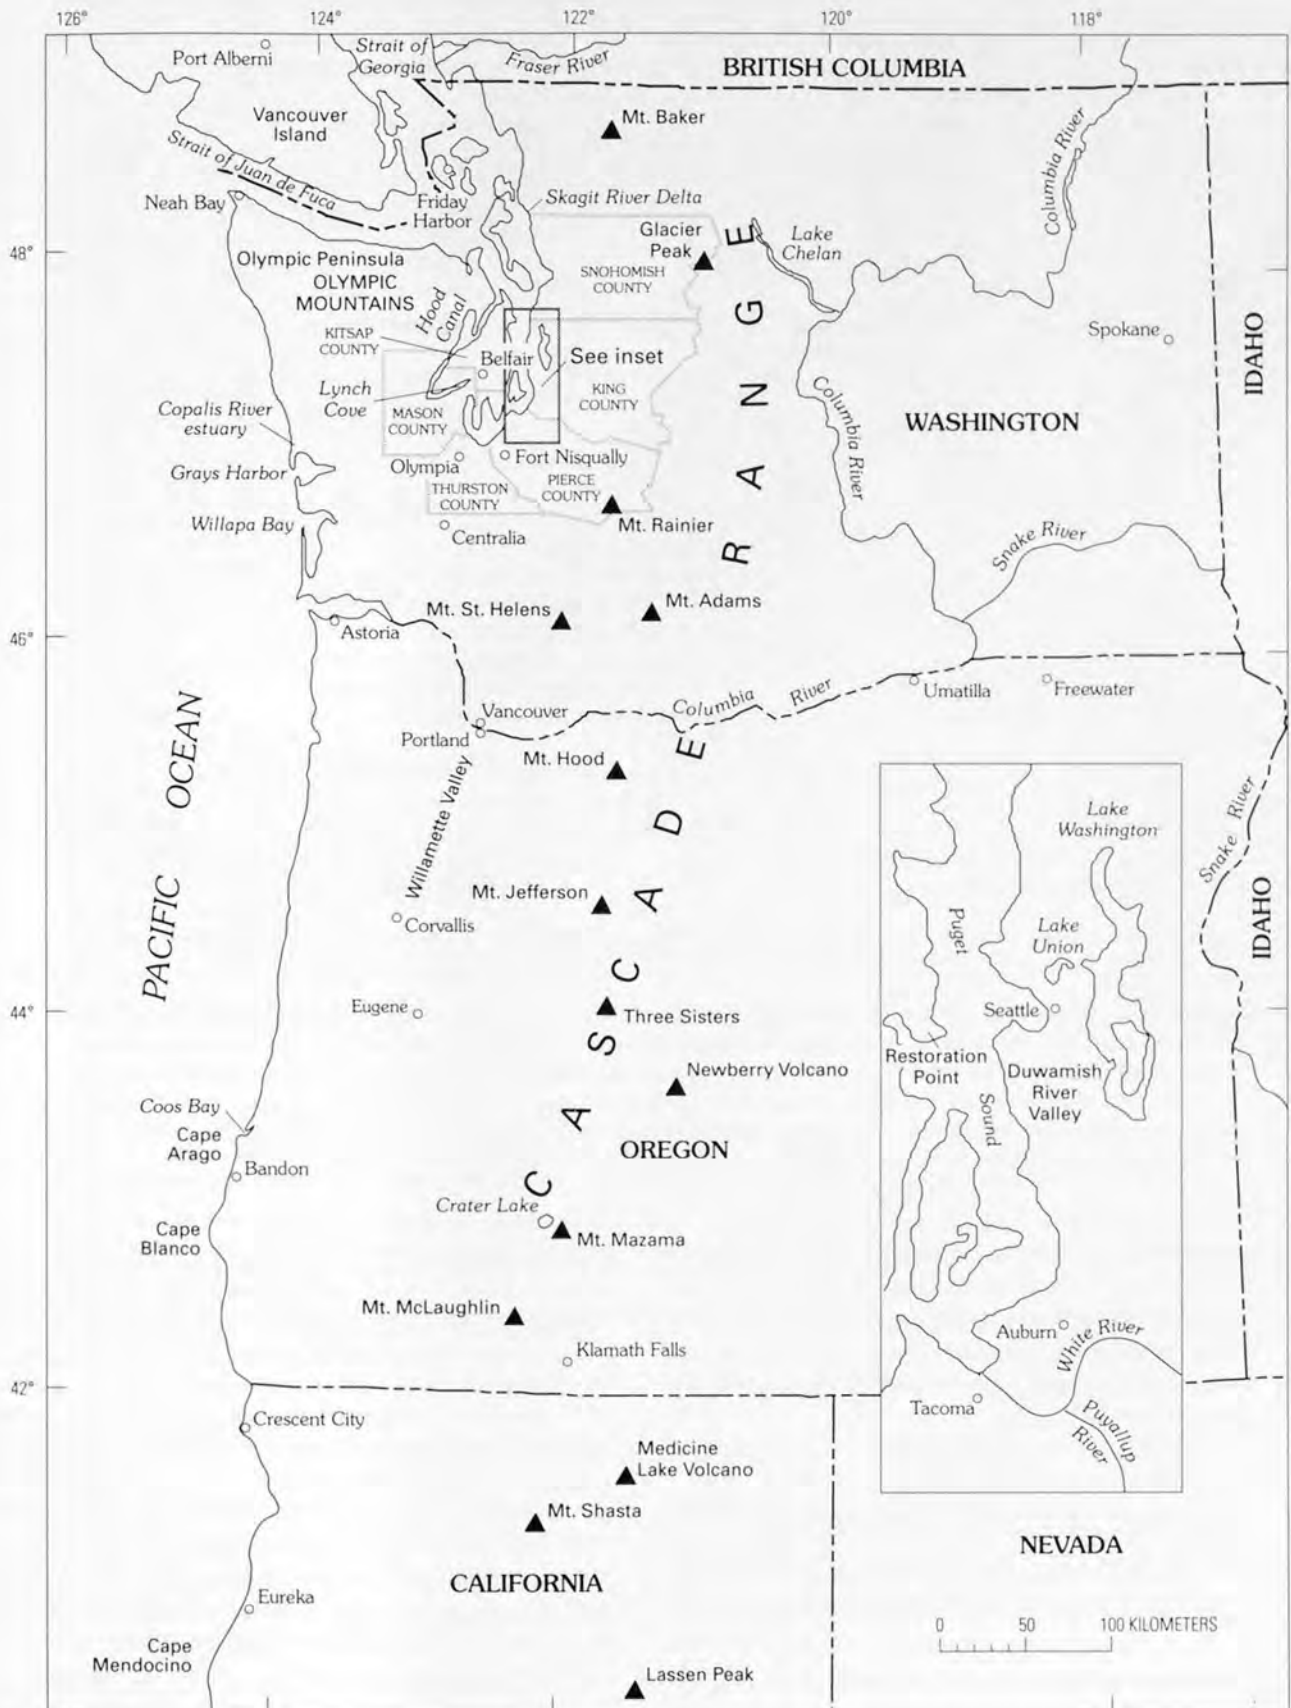 126°
124°
122°
120°
118°
Port Alberni
Strait of
Georgia
Fraser River
BRITISH COLUMBIA
Vancouver
Island
Mt. Baker
Strait of Juan de Fuca
Columbia River
Neah Bay
Friday
Harbor
Skagit River Delta
48°
Glacier
Peak
Lake
Chelan
Olympic Peninsula
OLYMPIC
MOUNTAINS
SNOHOMISH
COUNTY
Hood
Canal
KITSAP
COUNTY
Belfair
See inset
Spokane
IDAHO
Lynch
Cove
KING
COUNTY
Columbia River
WASHINGTON
Copalis River
estuary
MASON
COUNTY
Grays Harbor
Olympia
Fort Nisqually
THURSTON
COUNTY
PIERCE
COUNTY
Willapa Bay
Centralia
Mt. Rainier
Snake River
Mt. St. Helens
Mt. Adams
46°
Astoria
CASCADE RANGE
Columbia River
Umatilla
Freewater
Vancouver
Portland
PACIFIC OCEAN
Mt. Hood
Willamette Valley
Snake River
Mt. Jefferson
Corvallis
IDAHO
44°
Eugene
Three Sisters
Newberry Volcano
Coos Bay
Cape
Arago
Bandon
OREGON
Crater Lake
Cape
Blanco
Mt. Mazama
Mt. McLaughlin
Klamath Falls
42°
Crescent City
Medicine
Lake Volcano
Mt. Shasta
NEVADA
CALIFORNIA
Eureka
Cape
Mendocino
Lassen Peak
0 50 100 KILOMETERS
Lake
Washington
Puget
Lake
Union
Seattle
Restoration
Point
Duwamish
River
Valley
Sound
Auburn
White River
Tacoma
Puyallup
River